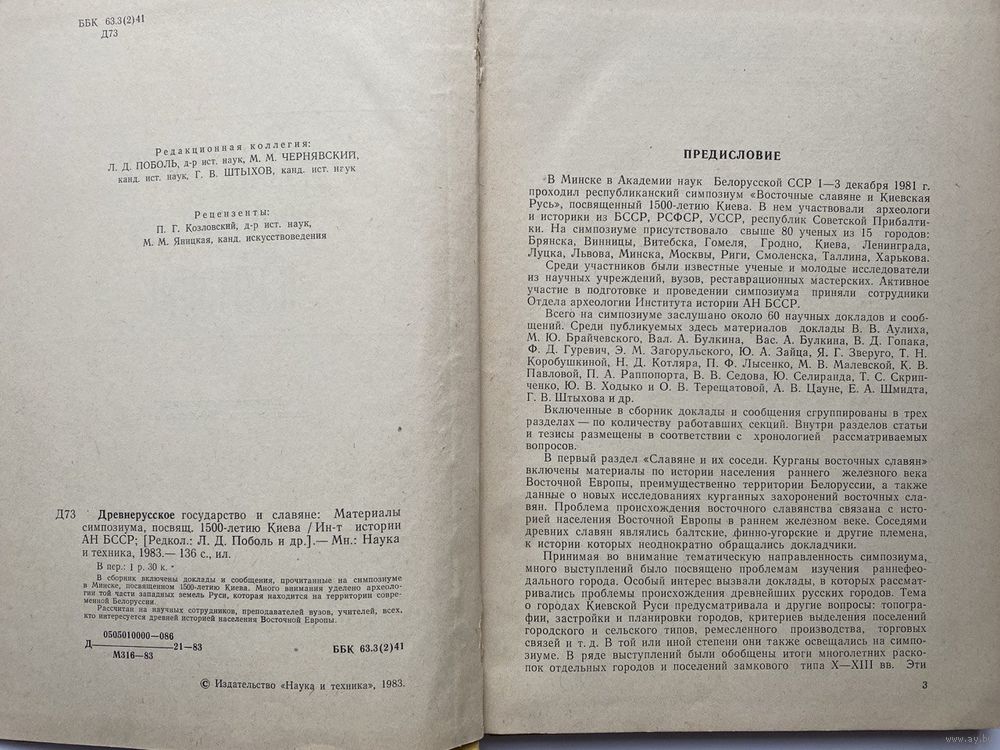 ББК 63.3(2)41
Д73
Редакционная коллегия:
Л. Д. ПОБОЛЬ, д-р ист. наук, М. М. ЧЕРНЯВСКИЙ,
канд. ист. наук, Г. В. ШТЫХОВ, канд. ист. наук
Рецензенты:
П. Г. Козловский, д-р ист. наук,
М. М. Яницкая, канд. искусствоведения
Д73 Древнерусское государство и славяне: Материалы
симпозиума, посвящ. 1500-летию Киева / Ин-т истории
АН БССР; [Редкол.: Л. Д. Поболь и др.].— Мн.: Наука
и техника, 1983.— 136 с., ил.
В пер.: 1 р. 30 к.
В сборник включены доклады и сообщения, прочитанные на симпозиуме
в Минске, посвященном 1500-летию Киева. Много внимания уделено археоло-
гии той части западных земель Руси, которая находится на территории совре-
менной Белоруссии.
Рассчитан на научных сотрудников, преподавателей вузов, учителей, всех,
кто интересуется древней историей населения Восточной Европы.
0505010000—086
Д 21—83
М316—83
ББК 63.3(2)41
© Издательство «Наука и техника», 1983.
ПРЕДИСЛОВИЕ
В Минске в Академии наук Белорусской ССР 1—3 декабря 1981 г.
проходил республиканский симпозиум «Восточные славяне и Киевская
Русь», посвященный 1500-летию Киева. В нем участвовали археологи
и историки из БССР, РСФСР, УССР, республик Советской Прибалти-
ки. На симпозиуме присутствовало свыше 80 ученых из 15 городов:
Брянска, Винницы, Витебска, Гомеля, Гродно, Киева, Ленинграда,
Луцка, Львова, Минска, Москвы, Риги, Смоленска, Таллина, Харькова.
Среди участников были известные ученые и молодые исследователи
из научных учреждений, вузов, реставрационных мастерских. Активное
участие в подготовке и проведении симпозиума приняли сотрудники
Отдела археологии Института истории АН БССР.
Всего на симпозиуме заслушано около 60 научных докладов и сооб-
щений. Среди публикуемых здесь материалов доклады В. В. Аулиха,
М. Ю. Брайчевского, Вал. А. Булкина, Вас. А. Булкина, В. Д. Гопака,
Ф. Д. Гуревич, Э. М. Загорульского, Ю. А. Зайца, Я. Г. Зверуго, Т. Н.
Коробушкиной, Н. Д. Котляра, П. Ф. Лысенко, М. В. Малевской, К. В.
Павловой, П. А. Раппопорта, В. В. Седова, Ю. Селиранда, Т. С. Скрип-
ченко, Ю. В. Ходыко и О. В. Терещатовой, А. В. Цауне, Е. А. Шмидта,
Г. В. Штыхова и др.
Включенные в сборник доклады и сообщения сгруппированы в трех
разделах — по количеству работавших секций. Внутри разделов статьи
и тезисы размещены в соответствии с хронологией рассматриваемых
вопросов.
В первый раздел «Славяне и их соседи. Курганы восточных славян»
включены материалы по истории населения раннего железного века
Восточной Европы, преимущественно территории Белоруссии, а также
данные о новых исследованиях курганных захоронений восточных сла-
вян. Проблема происхождения восточного славянства связана с исто-
рией населения Восточной Европы в раннем железном веке. Соседями
древних славян являлись балтские, финно-угорские и другие племена,
к истории которых неоднократно обращались докладчики.
Принимая во внимание тематическую направленность симпозиума,
много выступлений было посвящено проблемам изучения раннефео-
дального города. Особый интерес вызвали доклады, в которых рассмат-
ривались проблемы происхождения древнейших русских городов. Тема
о городах Киевской Руси предусматривала и другие вопросы: топогра-
фии, застройки и планировки городов, критериев выделения поселений
городского и сельского типов, ремесленного производства, торговых
связей и т. д. В той или иной степени они также освещались на симпо-
зиуме. В ряде выступлений были обобщены итоги многолетних раско-
пок отдельных городов и поселений замкового типа X—XIII вв. Эти
3
www.ay.by